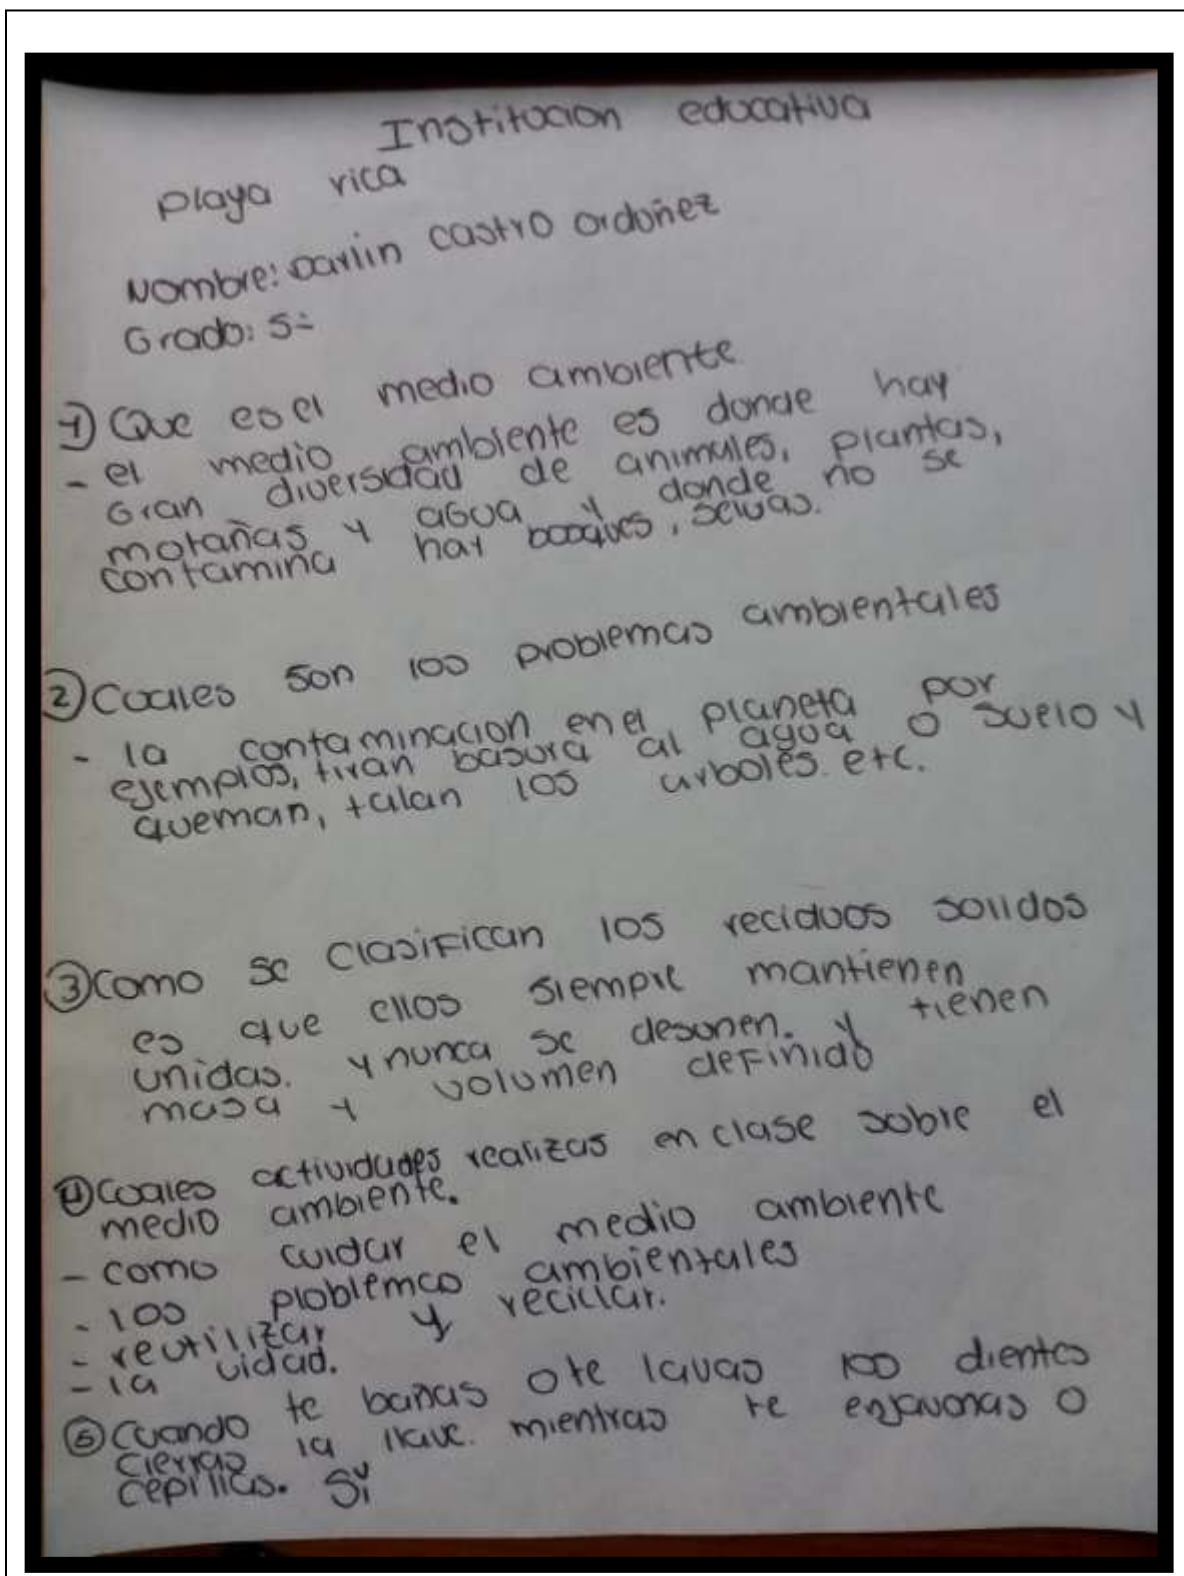 Institucion educativa
playa rica
Nombre: Darlin castro ordoñez
Grado: 5º
1) Que es el medio ambiente
- el medio ambiente es donde hay
Gran diversidad de animales, plantas,
motañas y agua y donde no se
contamina hay bosques, selvas.
2) Cuales son los problemas ambientales
- la contaminacion en el planeta por
ejemplos, tiran basura al agua o suelo y
queman, talan los arboles. etc.
3) como se clasifican los reciduos solidos
es que ellos siempre mantienen
unidas. y nunca se desunen. y tienen
masa y volumen definido
4) cuales actividades realizas en clase sobre el
medio ambiente.
- como cuidar el medio ambiente
- los ploblemas ambientales
- reutilizar y reciclar.
- la vidad.
5) Cuando te bañas o te lavas los dientes
cierras la llave. mientras te enjavonas o
cepillas. Sí